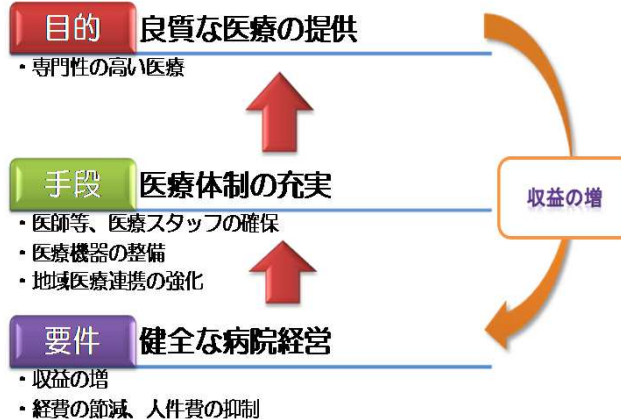 目的 良質な医療の提供
・専門性の高い医療
手段 医療体制の充実
・医師等、医療スタッフの確保
・医療機器の整備
・地域医療連携の強化
収益の増
要件 健全な病院経営
・収益の増
・経費の節減、人件費の抑制